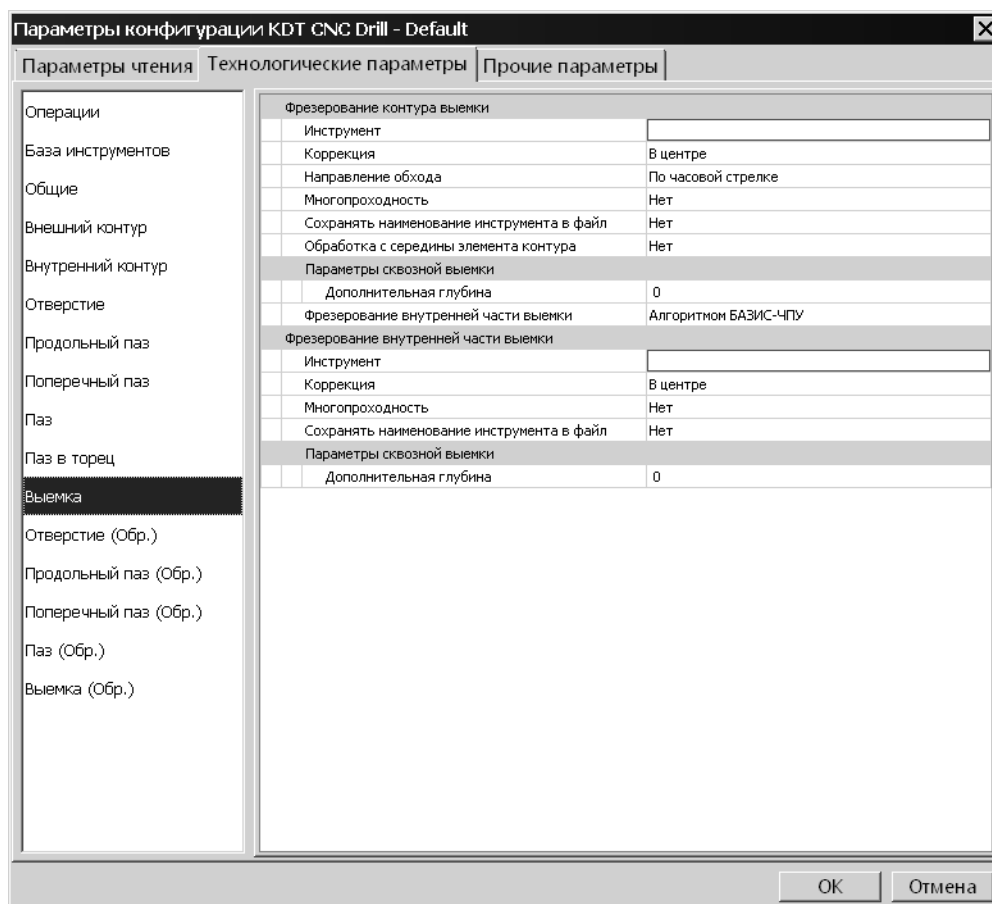 Параметры конфигурации KDT CNC Drill - Default
Параметры чтения Технологические параметры Прочие параметры
Операции
База инструментов
Общие
Внешний контур
Внутренний контур
Отверстие
Продольный паз
Поперечный паз
Паз
Паз в торец
Выемка
Отверстие (Обр.)
Продольный паз (Обр.)
Поперечный паз (Обр.)
Паз (Обр.)
Выемка (Обр.)
Фрезерование контура выемки
Инструмент
Коррекция В центре
Направление обхода По часовой стрелке
Многопроходность Нет
Сохранять наименование инструмента в файл Нет
Обработка с середины элемента контура Нет
Параметры сквозной выемки
Дополнительная глубина 0
Фрезерование внутренней части выемки Алгоритмом БАЗИС-ЧПУ
Фрезерование внутренней части выемки
Инструмент
Коррекция В центре
Многопроходность Нет
Сохранять наименование инструмента в файл Нет
Параметры сквозной выемки
Дополнительная глубина 0
OK Отмена